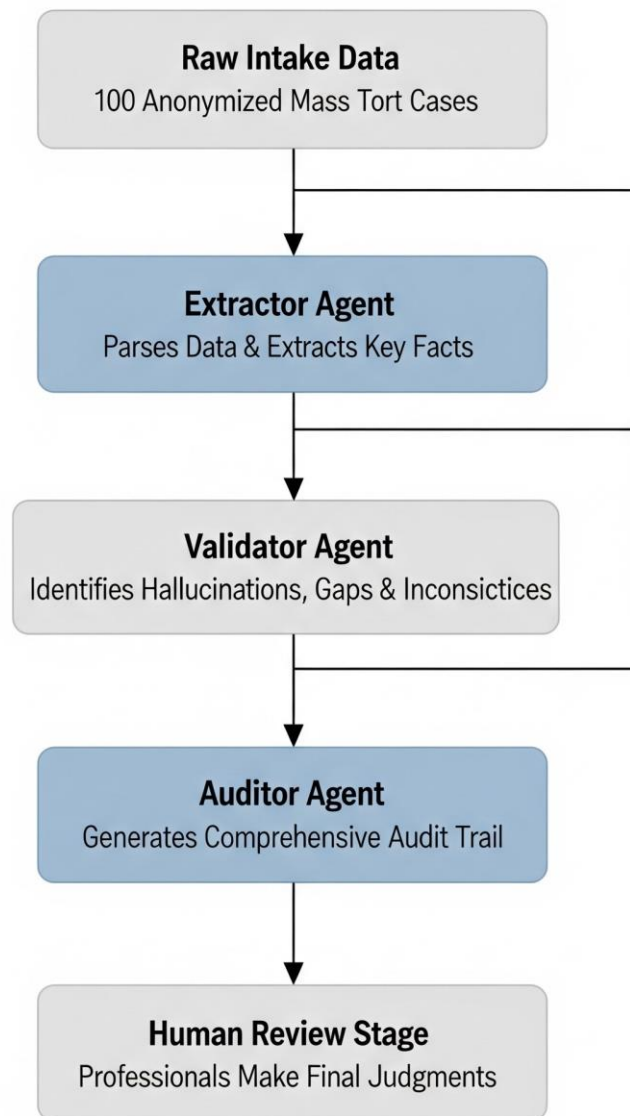 Raw Intake Data
100 Anonymized Mass Tort Cases
Extractor Agent
Parses Data & Extracts Key Facts
Validator Agent
Identifies Hallucinations, Gaps & Inconsictices
Auditor Agent
Generates Comprehensive Audit Trail
Human Review Stage
Professionals Make Final Judgments